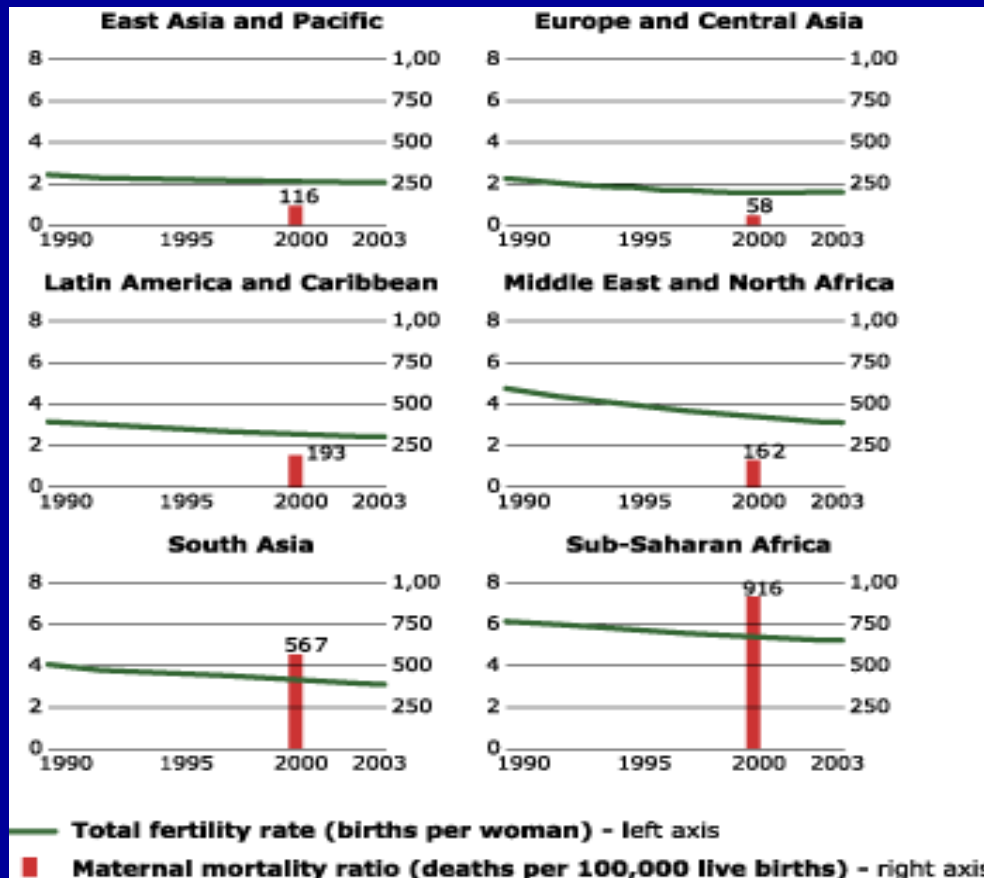 East Asia and Pacific
8 1,00
6 750
4 500
2 250
116
0
1990 1995 2000 2003
Europe and Central Asia
8 1,00
6 750
4 500
2 250
58
0
1990 1995 2000 2003
Latin America and Caribbean
8 1,00
6 750
4 500
2 250
193
0
1990 1995 2000 2003
Middle East and North Africa
8 1,00
6 750
4 500
2 250
162
0
1990 1995 2000 2003
South Asia
8 1,00
6 750
567
4 500
2 250
0
1990 1995 2000 2003
Sub-Saharan Africa
8 1,00
916
6 750
4 500
2 250
0
1990 1995 2000 2003
Total fertility rate (births per woman) - left axis
Maternal mortality ratio (deaths per 100,000 live births) - right axis